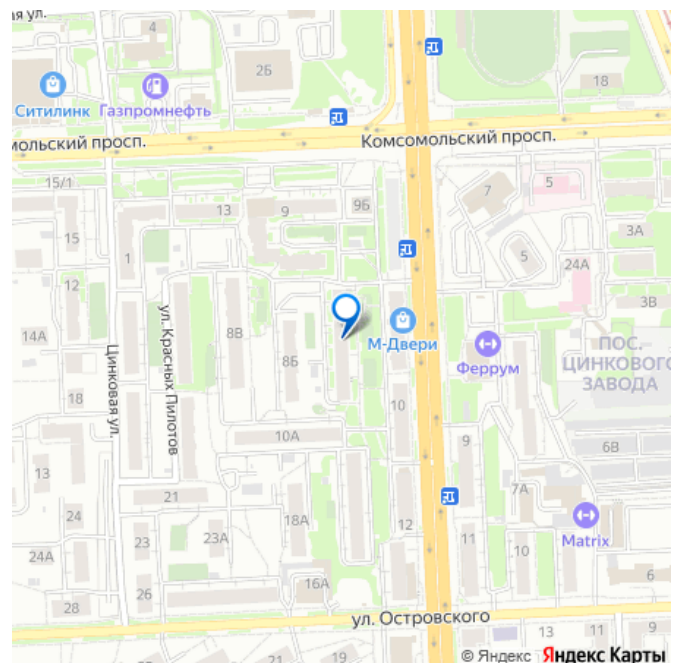 ая ул.
4
2Б
18
Ситилинк
Газпромнефть
мольский просп.
Комсомольский просп.
15/1
13
9
9Б
7
5
15
1
5
3А
24А
12
8В
8Б
3В
14А
ул. Красных Пилотов
Цинковая ул.
М-Двери
Феррум
ПОС.
ЦИНКОВОГО
ЗАВОДА
18
10
10А
9
6В
13
21
7А
24
18А
12
Matrix
23
23А
11
10
24А
16А
6
28
26
ул. Островского
13
11
9
© Яндекс Яндекс Карты